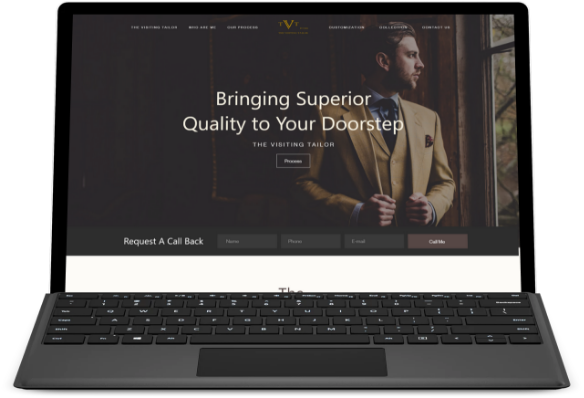 THE VISITING TAILOR WHO ARE WE OUR PROCESS CUSTOMISATION COLLECTION CONTACT US
Bringing Superior
Quality to Your Doorstep
THE VISITING TAILOR
Process
Request A Call Back Name Phone E-mail Call Me
The